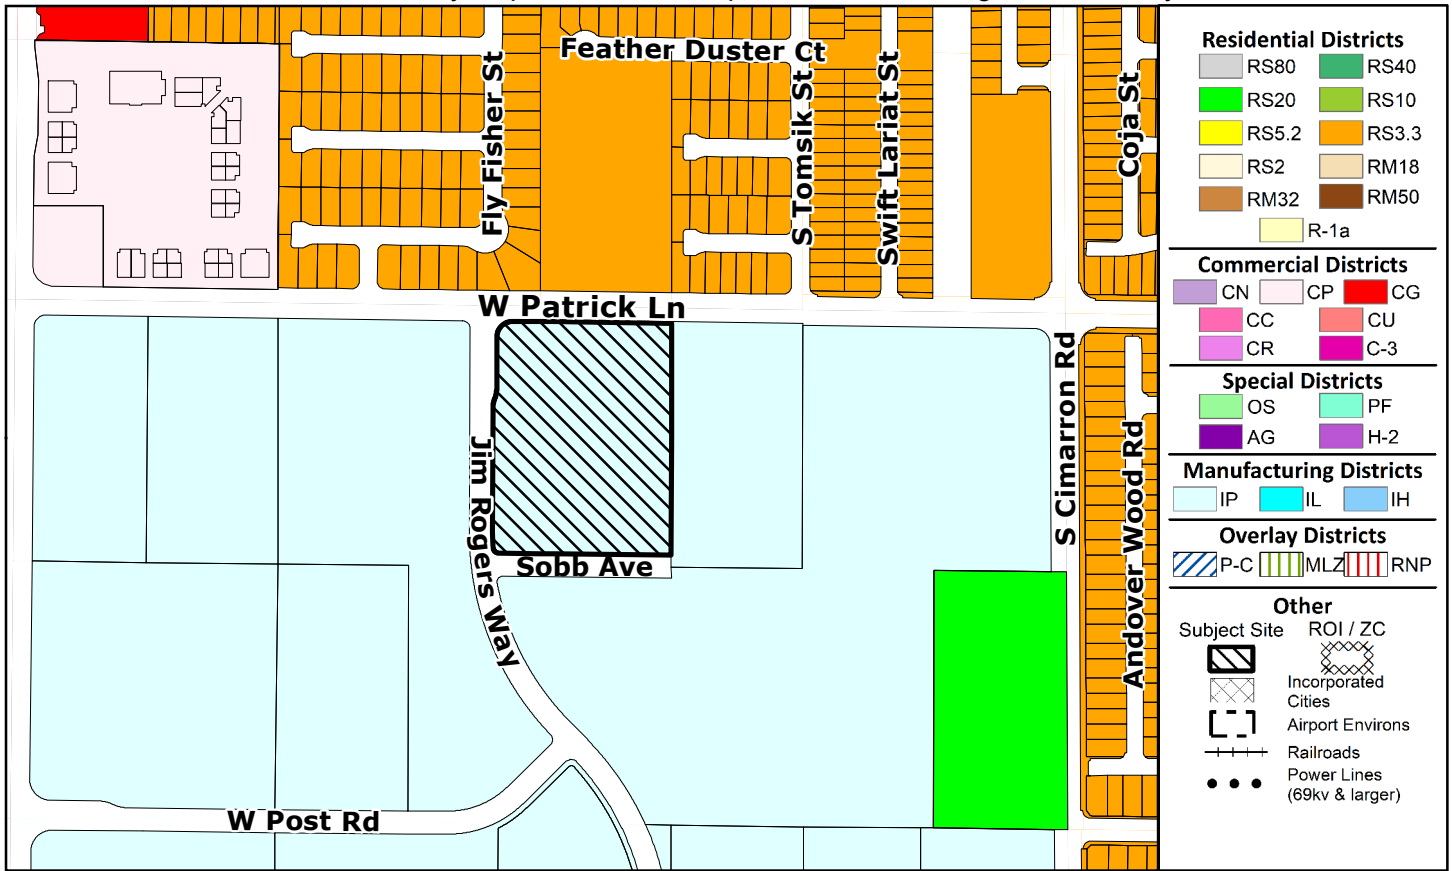 Feather Duster Ct
Fly Fisher St
S Tomsik St
Swift Lariat St
Coja St
W Patrick Ln
Jim Rogers Way
Sobb Ave
S Cimarron Rd
Andover Wood Rd
W Post Rd
Residential Districts
RS80 RS40
RS20 RS10
RS5.2 RS3.3
RS2 RM18
RM32 RM50
R-1a
Commercial Districts
CN CP CG
CC CU
CR C-3
Special Districts
OS PF
AG H-2
Manufacturing Districts
IP IL IH
Overlay Districts
P-C MLZ RNP
Other
Subject Site ROI / ZC
Incorporated
Cities
Airport Environs
Railroads
Power Lines
(69kv & larger)